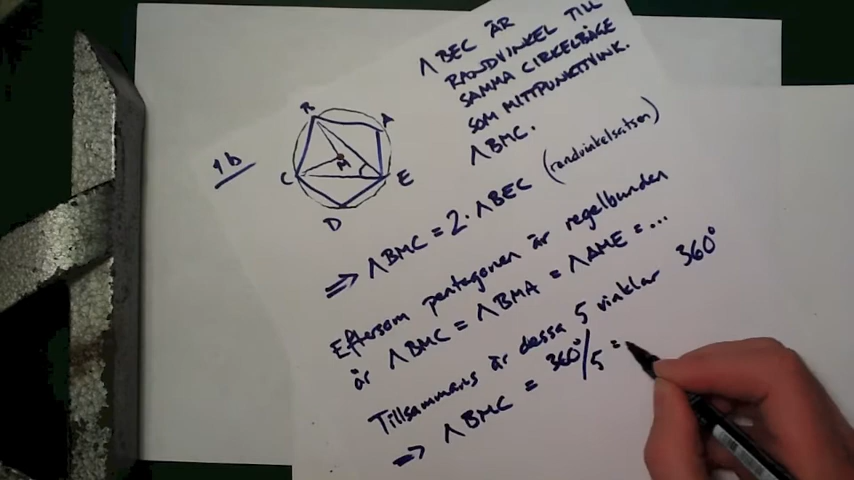 ∧BEC ÄR
RANDVINKEL TILL
SAMMA CIRKELBÅGE
SOM MITTPUNKTVINK.
∧BMC.
1b
B
A
M
C
E
D
=> ∧BMC = 2·∧BEC (randvinkelsatsen)
Eftersom pentagonen är regelbunden
är ∧BMC = ∧BMA = ∧AME = ...
Tillsammans är dessa 5 vinklar 360°
=> ∧BMC = 360°/5 =